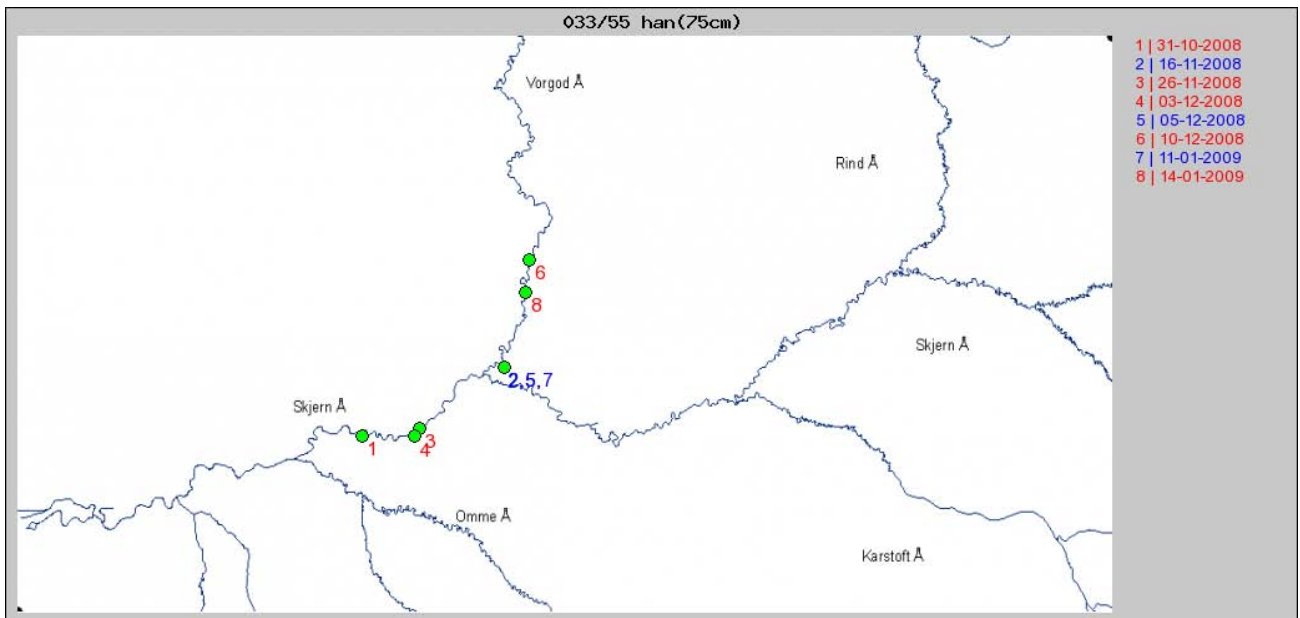 033/55 han(75cm)
1 | 31-10-2008
2 | 16-11-2008
3 | 26-11-2008
4 | 03-12-2008
5 | 05-12-2008
6 | 10-12-2008
7 | 11-01-2009
8 | 14-01-2009
Vorgod Å
Rind Å
6
8
Skjern Å
2,5,7
Skjern Å
3
1
4
Omme Å
Karstoft Å